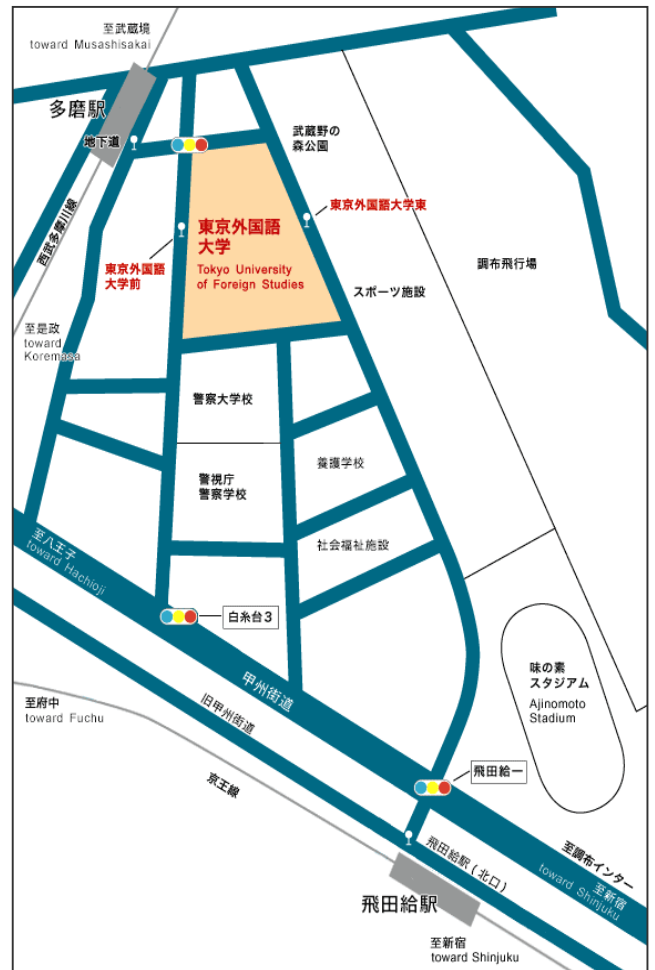 至武蔵境
toward Musashisakai
多磨駅
地下道
武蔵野の
森公園
東京外国語大学東
東京外国語
大学
Tokyo University
of Foreign Studies
東京外国語
大学前
西武多摩川線
調布飛行場
スポーツ施設
至是政
toward
Koremasa
警察大学校
養護学校
警視庁
警察学校
社会福祉施設
至八王子
toward Hachioji
白糸台3
味の素
スタジアム
Ajinomoto
Stadium
甲州街道
至府中
toward Fuchu
旧甲州街道
京王線
飛田給一
飛田給駅(北口)
至調布インター
至新宿
toward Shinjuku
飛田給駅
至新宿
toward Shinjuku